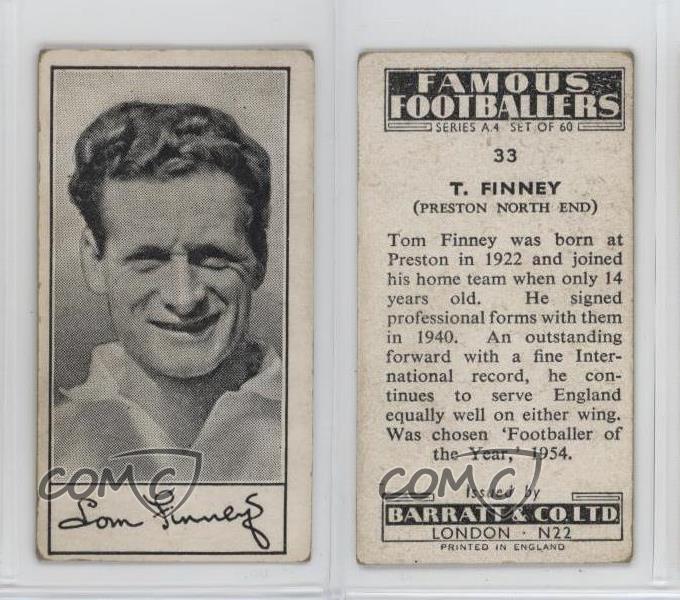 COMC
Tom Finney
FAMOUS
FOOTBALLERS
SERIES A.4 SET OF 60
33
T. FINNEY
(PRESTON NORTH END)
Tom Finney was born at
Preston in 1922 and joined
his home team when only 14
years old. He signed
professional forms with them
in 1940. An outstanding
forward with a fine Inter-
national record, he con-
tinues to serve England
equally well on either wing.
Was chosen 'Footballer of
the Year,' 1954.
COMC
Issued by
BARRATT & CO LTD
LONDON · N22
PRINTED IN ENGLAND